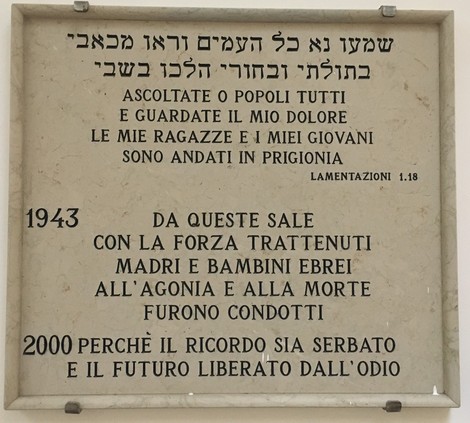 שמעו נא כל העמים וראו מכאבי
בתולתי ובחורי הלכו בשבי
ASCOLTATE O POPOLI TUTTI
E GUARDATE IL MIO DOLORE
LE MIE RAGAZZE E I MIEI GIOVANI
SONO ANDATI IN PRIGIONIA
LAMENTAZIONI 1.18
1943 DA QUESTE SALE
CON LA FORZA TRATTENUTI
MADRI E BAMBINI EBREI
ALL'AGONIA E ALLA MORTE
FURONO CONDOTTI
2000 PERCHÈ IL RICORDO SIA SERBATO
E IL FUTURO LIBERATO DALL'ODIO